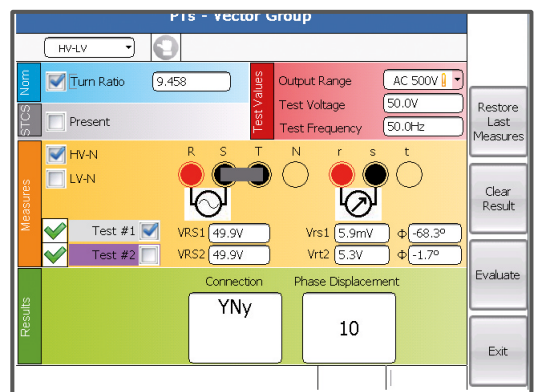 PTs - Vector Group
HV-LV
Nom
Turn Ratio
9.458
STCS
Present
Test Values
Output Range
AC 500V
Test Voltage
50.0V
Test Frequency
50.0Hz
Restore
Last
Measures
Clear
Result
Evaluate
Exit
Measures
HV-N
LV-N
R S T N r s t
Test #1 VRS1 49.9V Vrs1 5.9mV Φ -68.3º
Test #2 VRS2 49.9V Vrt2 5.3V Φ -1.7º
Results
Connection
YNy
Phase Displacement
10